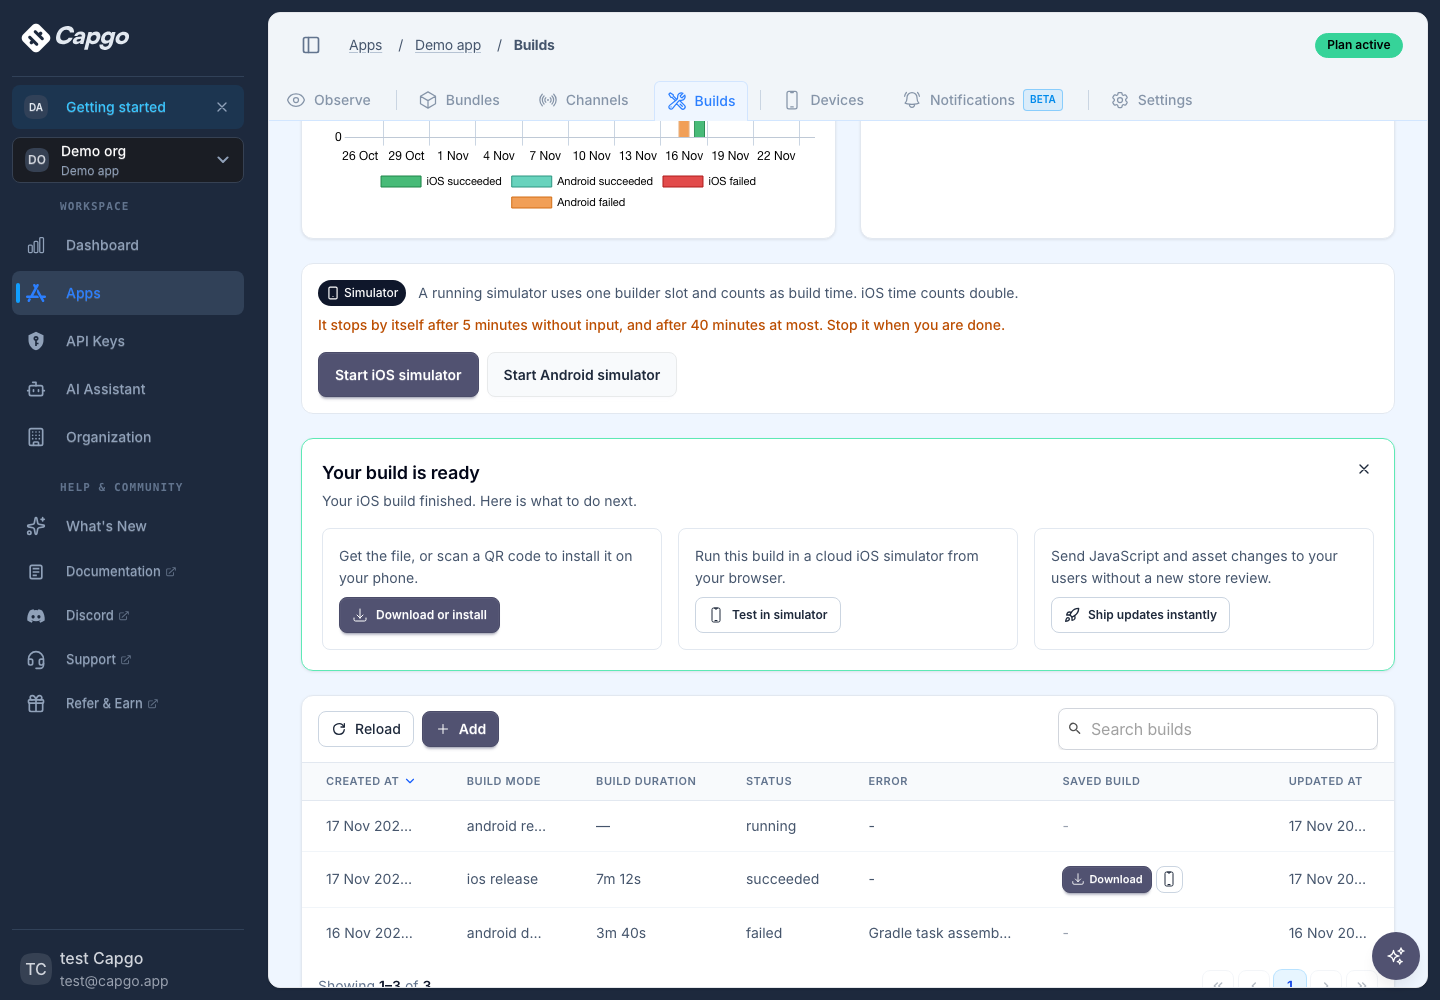 Capgo
DA Getting started
DO Demo org
Demo app
WORKSPACE
Dashboard
Apps
API Keys
AI Assistant
Organization
HELP & COMMUNITY
What's New
Documentation
Discord
Support
Refer & Earn
TC test Capgo
test@capgo.app
Apps / Demo app / Builds
Plan active
Observe Bundles Channels Builds Devices Notifications BETA Settings
0
26 Oct 29 Oct 1 Nov 4 Nov 7 Nov 10 Nov 13 Nov 16 Nov 19 Nov 22 Nov
iOS succeeded Android succeeded iOS failed
Android failed
Simulator A running simulator uses one builder slot and counts as build time. iOS time counts double.
It stops by itself after 5 minutes without input, and after 40 minutes at most. Stop it when you are done.
Start iOS simulator Start Android simulator
Your build is ready
Your iOS build finished. Here is what to do next.
Get the file, or scan a QR code to install it on
your phone.
Download or install
Run this build in a cloud iOS simulator from
your browser.
Test in simulator
Send JavaScript and asset changes to your
users without a new store review.
Ship updates instantly
Reload + Add Search builds
CREATED AT BUILD MODE BUILD DURATION STATUS ERROR SAVED BUILD UPDATED AT
17 Nov 202... android re... — running - - 17 Nov 20...
17 Nov 202... ios release 7m 12s succeeded - Download 17 Nov 20...
16 Nov 202... android d... 3m 40s failed Gradle task assemb... - 16 Nov 20...
Showing 1–3 of 3 « ‹ 1 › »